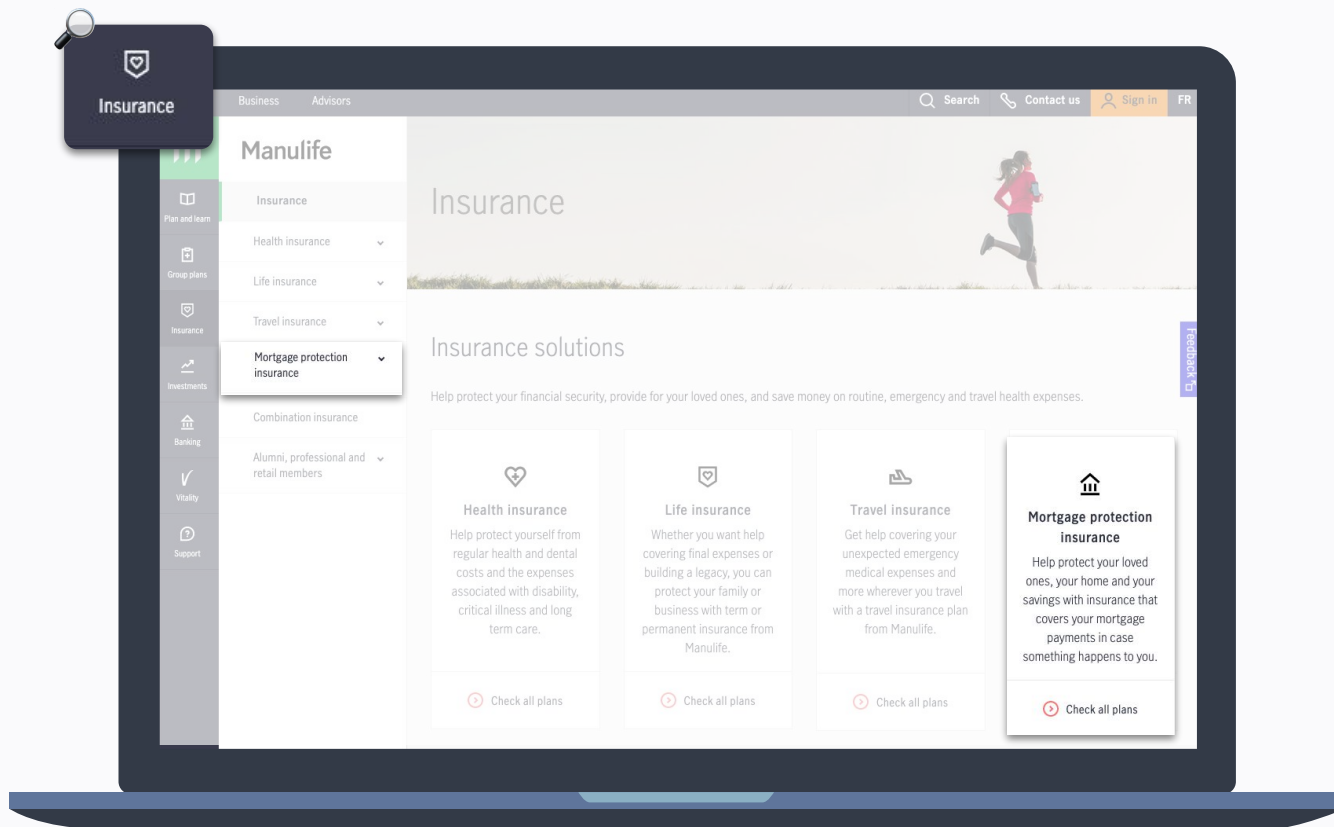 Insurance
Business
Advisors
Search
Contact us
Sign in
FR
Manulife
Plan and learn
Group plans
Insurance
Investments
Banking
Vitality
Support
Insurance
Health insurance
Life insurance
Travel insurance
Mortgage protection
insurance
Combination insurance
Alumni, professional and
retail members
Insurance
Insurance solutions
Help protect your financial security, provide for your loved ones, and save money on routine, emergency and travel health expenses.
Health insurance
Help protect yourself from
regular health and dental
costs and the expenses
associated with disability,
critical illness and long
term care.
Check all plans
Life insurance
Whether you want help
covering final expenses or
building a legacy, you can
protect your family or
business with term or
permanent insurance from
Manulife.
Check all plans
Travel insurance
Get help covering your
unexpected emergency
medical expenses and
more wherever you travel
with a travel insurance plan
from Manulife.
Check all plans
Mortgage protection
insurance
Help protect your loved
ones, your home and your
savings with insurance that
covers your mortgage
payments in case
something happens to you.
Check all plans
Feedback